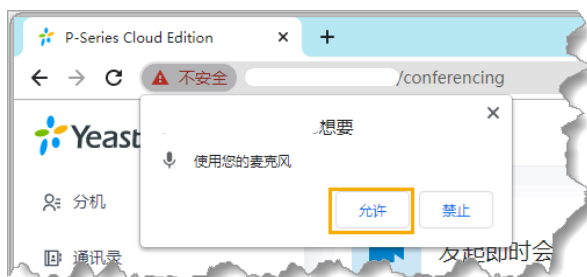 P-Series Cloud Edition
不安全 /conferencing
想要
Yeast
使用您的麦克风
分机
允许 禁止
通讯录
发起即时会